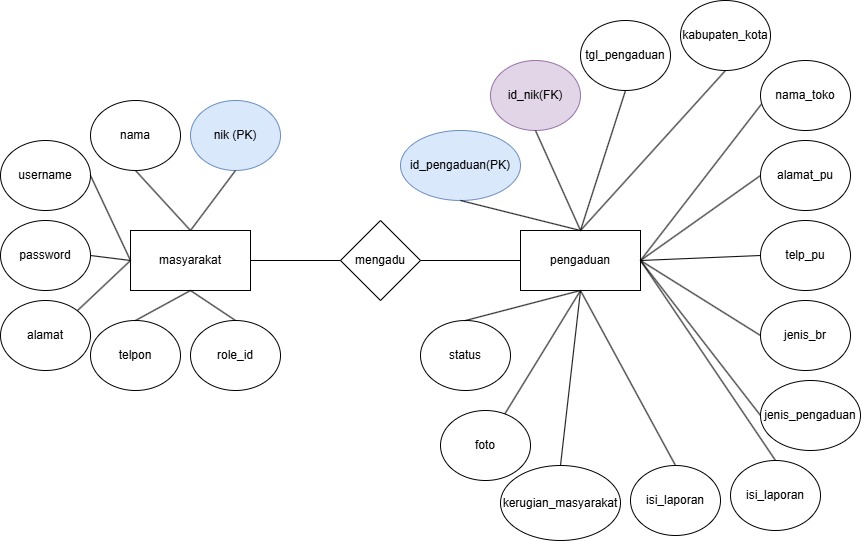 kabupaten_kota
tgl_pengaduan
id_nik(FK)
nama_toko
nama
nik (PK)
id_pengaduan(PK)
username
alamat_pu
masyarakat
mengadu
pengaduan
password
telp_pu
alamat
telpon
role_id
status
jenis_br
jenis_pengaduan
foto
kerugian_masyarakat
isi_laporan
isi_laporan